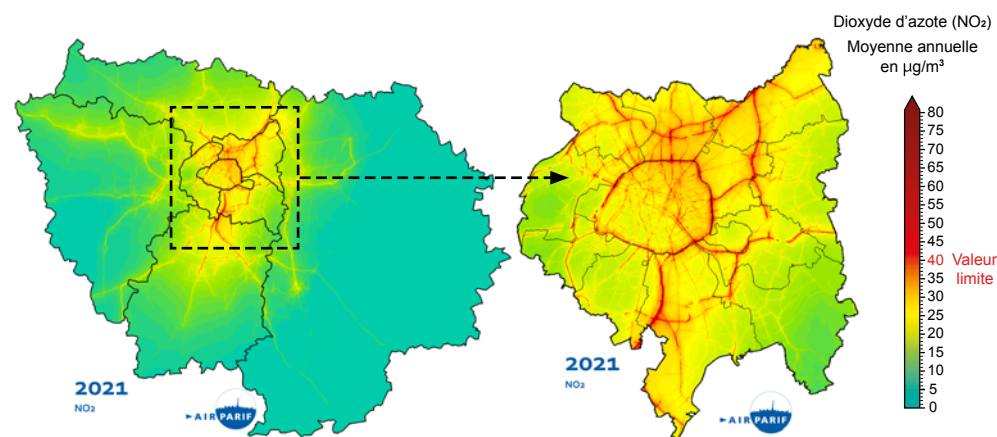 Dioxyde d'azote (NO₂)
Moyenne annuelle
en µg/m³
80
75
70
65
60
55
50
45
40 Valeur
limite
35
30
25
20
15
10
5
0
2021
NO₂
AIRPARIF
2021
NO₂
AIRPARIF